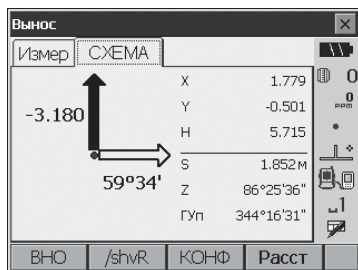 Вынос
Измер СХЕМА
-3.180
59°34'
X 1.779
Y -0.501
H 5.715
S 1.852м
Z 86°25'36"
ГУп 344°16'31"
0
0
PPM
1
ВНО /shvR КОНФ Расст